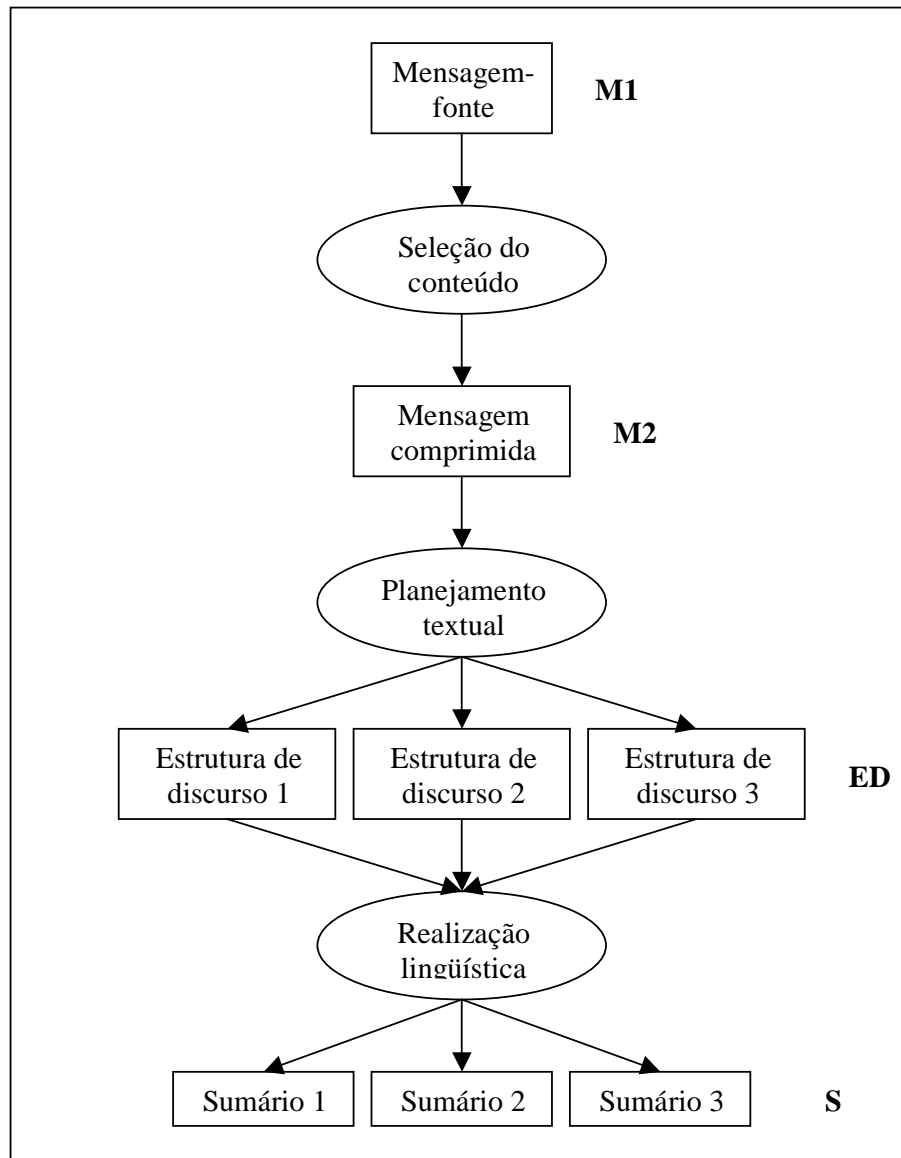 Mensagem-
fonte
M1
Seleção do
conteúdo
Mensagem
comprimida
M2
Planejamento
textual
Estrutura de
discurso 1
Estrutura de
discurso 2
Estrutura de
discurso 3
ED
Realização
lingüística
Sumário 1
Sumário 2
Sumário 3
S